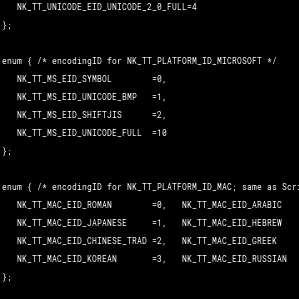 NK_TT_UNICODE_EID_UNICODE_2_0_FULL=4
};
enum { /* encodingID for NK_TT_PLATFORM_ID_MICROSOFT */
NK_TT_MS_EID_SYMBOL =0,
NK_TT_MS_EID_UNICODE_BMP =1,
NK_TT_MS_EID_SHIFTJIS =2,
NK_TT_MS_EID_UNICODE_FULL =10
};
enum { /* encodingID for NK_TT_PLATFORM_ID_MAC; same as Scri
NK_TT_MAC_EID_ROMAN =0, NK_TT_MAC_EID_ARABIC
NK_TT_MAC_EID_JAPANESE =1, NK_TT_MAC_EID_HEBREW
NK_TT_MAC_EID_CHINESE_TRAD =2, NK_TT_MAC_EID_GREEK
NK_TT_MAC_EID_KOREAN =3, NK_TT_MAC_EID_RUSSIAN
};